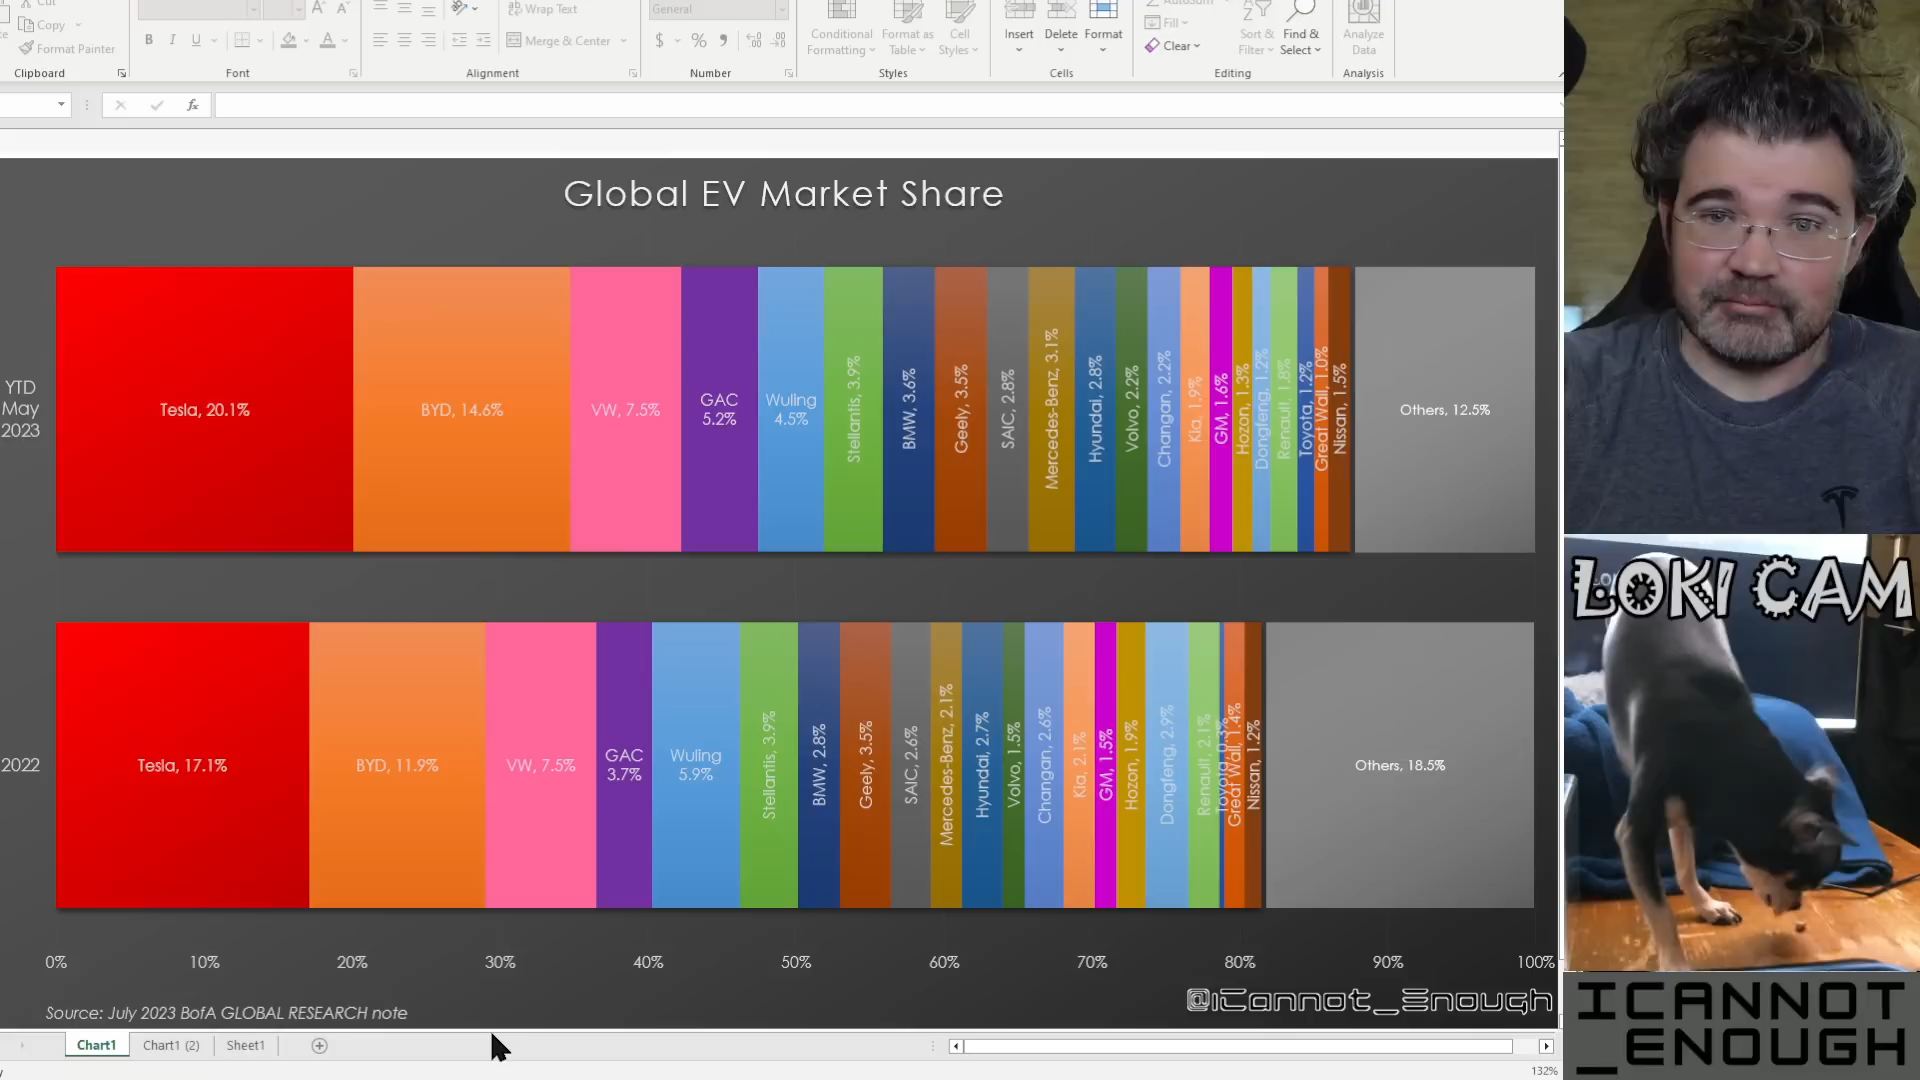 Cut
Copy
Format Painter
Clipboard
B I U
Font
Wrap Text
Merge & Center
Alignment
General
$ % ,
Number
Conditional
Formatting
Format as
Table
Cell
Styles
Styles
Insert
Delete
Format
Cells
AutoSum
Fill
Clear
Sort &
Filter
Find &
Select
Editing
Analyze
Data
Analysis
fx
Global EV Market Share
YTD
May
2023
Tesla, 20.1%
BYD, 14.6%
VW, 7.5%
GAC
5.2%
Wuling
4.5%
Stellantis, 3.9%
BMW, 3.6%
Geely, 3.5%
SAIC, 2.8%
Mercedes-Benz, 3.1%
Hyundai, 2.8%
Volvo, 2.2%
Changan, 2.2%
Kia, 1.9%
GM, 1.6%
Hozon, 1.3%
Dongfeng, 1.2%
Renault, 1.8%
Toyota, 1.2%
Great Wall, 1.0%
Nissan, 1.5%
Others, 12.5%
2022
Tesla, 17.1%
BYD, 11.9%
VW, 7.5%
GAC
3.7%
Wuling
5.9%
Stellantis, 3.9%
BMW, 2.8%
Geely, 3.5%
SAIC, 2.6%
Mercedes-Benz, 2.1%
Hyundai, 2.7%
Volvo, 1.5%
Changan, 2.6%
Kia, 2.1%
GM, 1.5%
Hozon, 1.9%
Dongfeng, 2.9%
Renault, 2.1%
Toyota, 0.3%
Great Wall, 1.4%
Nissan, 1.2%
Others, 18.5%
0% 10% 20% 30% 40% 50% 60% 70% 80% 90% 100%
Source: July 2023 BofA GLOBAL RESEARCH note
@iCannot_Enough
Chart1
Chart1 (2)
Sheet1
132%
LOKI CAM
ICANNOT
_ENOUGH